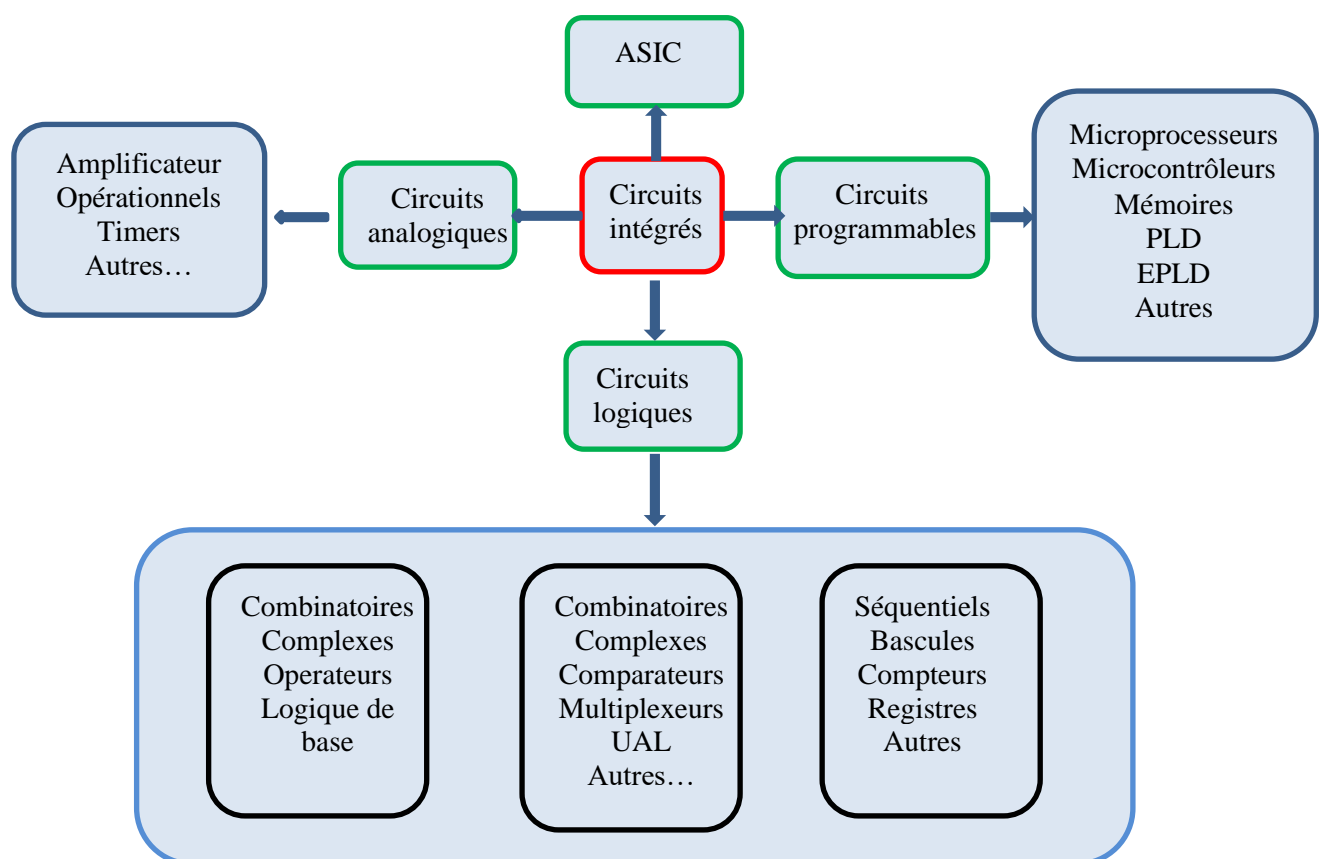 ASIC
Amplificateur
Opérationnels
Timers
Autres…
Circuits
analogiques
Circuits
intégrés
Circuits
programmables
Microprocesseurs
Microcontrôleurs
Mémoires
PLD
EPLD
Autres
Circuits
logiques
Combinatoires
Complexes
Operateurs
Logique de
base
Combinatoires
Complexes
Comparateurs
Multiplexeurs
UAL
Autres…
Séquentiels
Bascules
Compteurs
Registres
Autres